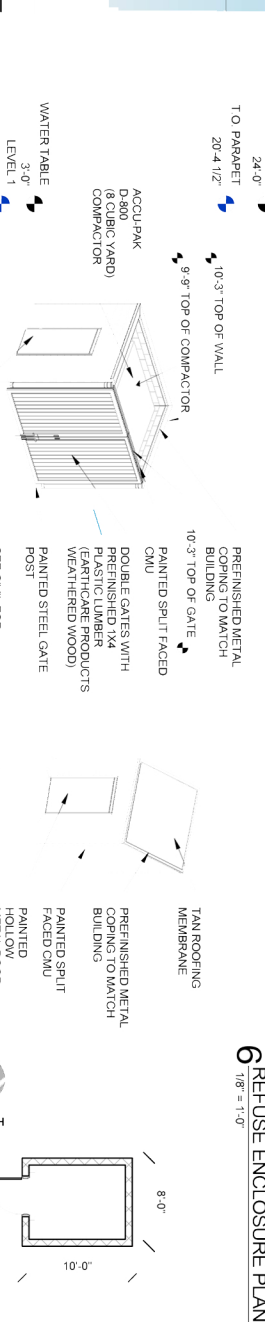 24'-0"
T.O. PARAPET
20'-4 1/2"
WATER TABLE
3'-0"
LEVEL 1
10'-3" TOP OF WALL
9'-9" TOP OF COMPACTOR
ACCU-PAK
D-800
(8 CUBIC YARD)
COMPACTOR
PREFINISHED METAL
COPING TO MATCH
BUILDING
10'-3" TOP OF GATE
PAINTED SPLIT FACED
CMU
DOUBLE GATES WITH
PREFINISHED 1X4
PLASTIC LUMBER
(EARTHCARE PRODUCTS
WEATHERED WOOD)
PAINTED STEEL GATE
POST
TAN ROOFING
MEMBRANE
PREFINISHED METAL
COPING TO MATCH
BUILDING
PAINTED SPLIT
FACED CMU
PAINTED
HOLLOW
6 REFUSE ENCLOSURE PLAN
1/8" = 1'-0"
8'-0"
10'-0"